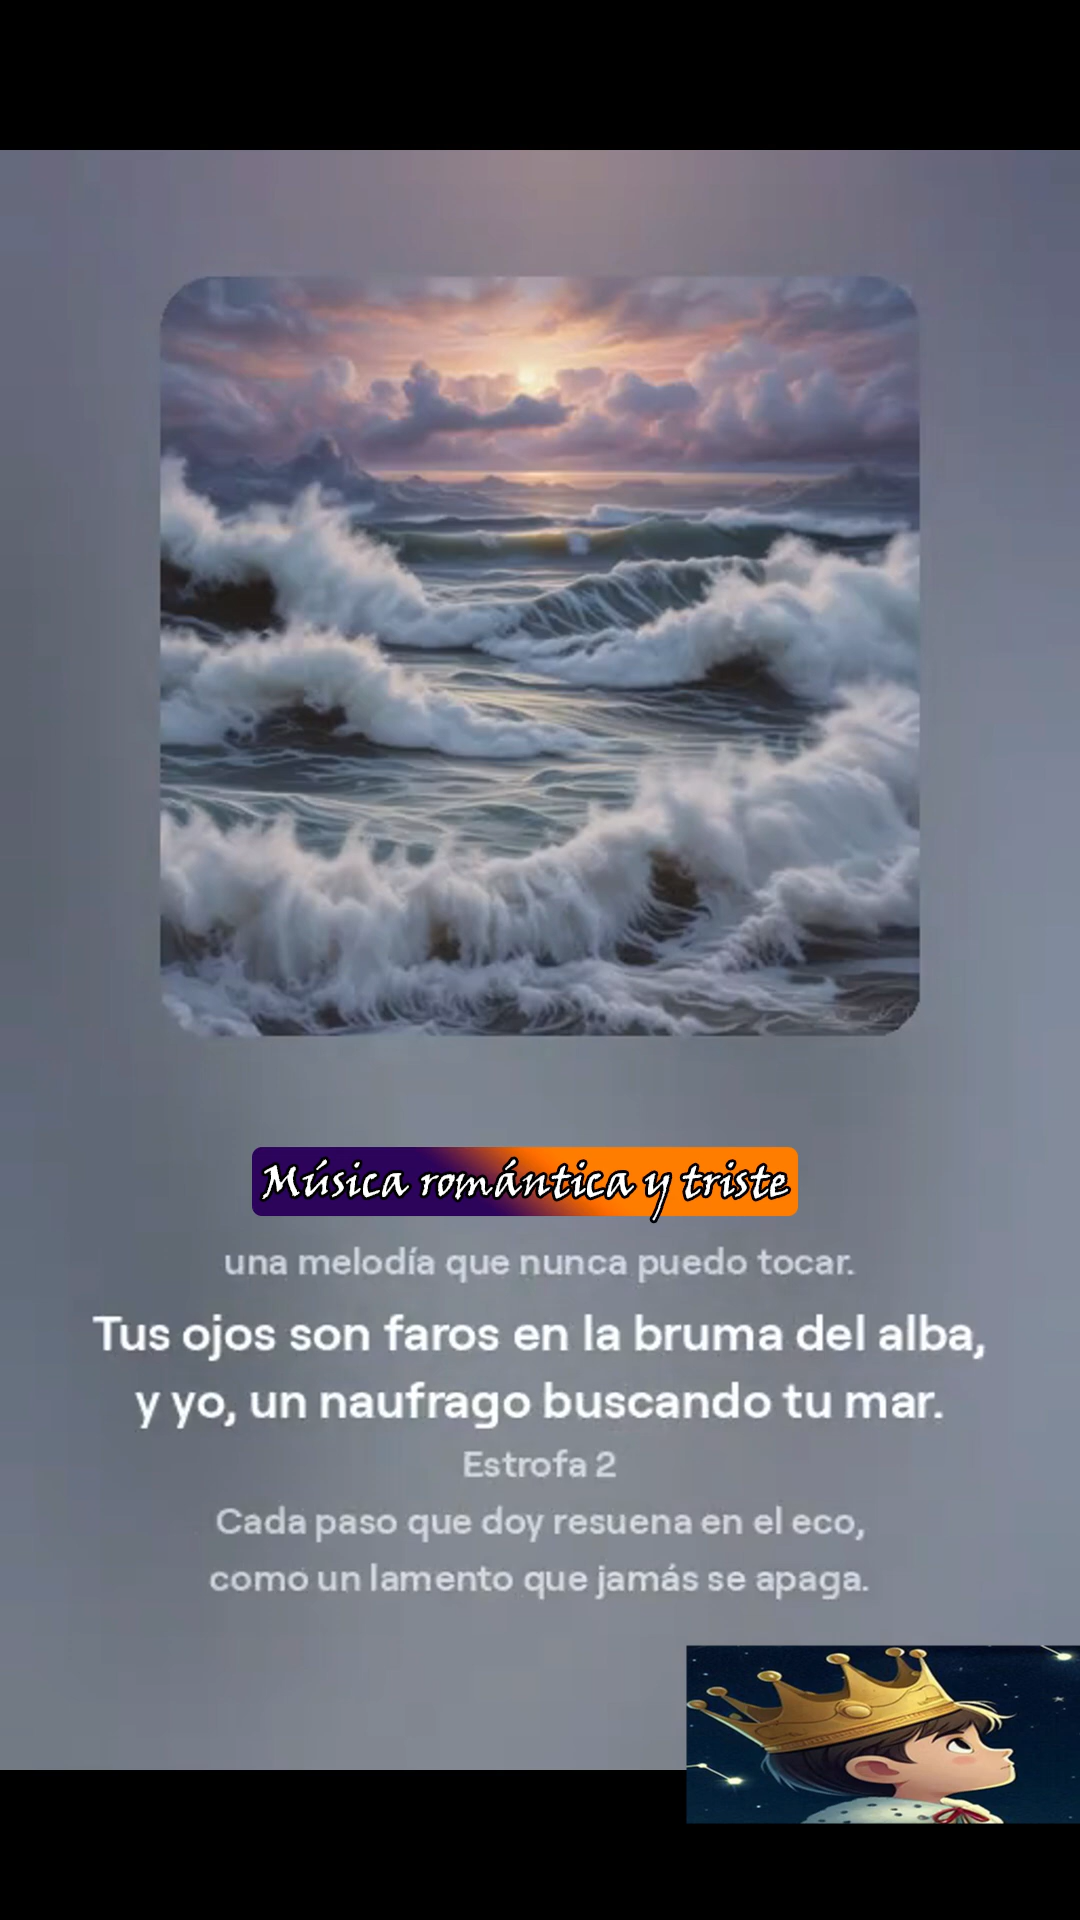 Música romántica y triste
una melodía que nunca puedo tocar.
Tus ojos son faros en la bruma del alba,
y yo, un naufrago buscando tu mar.
Estrofa 2
Cada paso que doy resuena en el eco,
como un lamento que jamás se apaga.